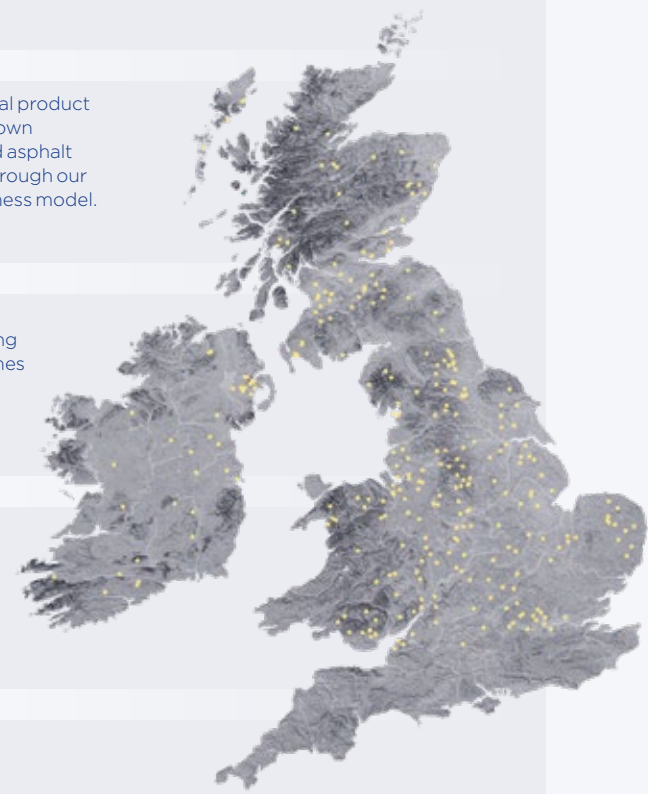 al product
own
asphalt
rough our
ness model.
ng
nes